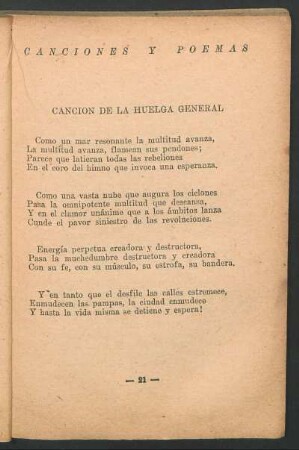 CANCIONES Y POEMAS
CANCION DE LA HUELGA GENERAL
Como un mar resonante la multitud avanza,
La multitud avanza, flamean sus pendones;
Parece que latieran todas las rebeliones
En el coro del himno que invoca una esperanza.
Como una vasta nube que augura los ciclones
Pasa la omnipotente multitud que descansa,
Y en el clamor unánime que a los ámbitos lanza
Cunde el pavor siniestro de las revoluciones.
Energía perpetua creadora y destructora,
Pasa la muchedumbre destructora y creadora
Con su fe, con su músculo, su estrofa, su bandera.
Y en tanto que el desfile las calles estremece,
Enmudecen las pampas, la ciudad enmudece
Y hasta la vida misma se detiene y espera!
— 21 —